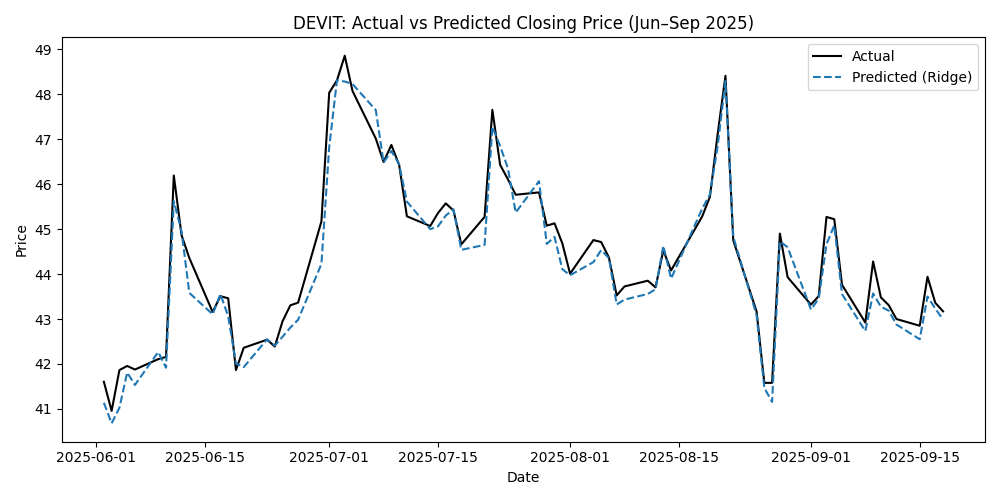 DEVIT: Actual vs Predicted Closing Price (Jun–Sep 2025)
Actual
Predicted (Ridge)
Price
49
48
47
46
45
44
43
42
41
2025-06-01 2025-06-15 2025-07-01 2025-07-15 2025-08-01 2025-08-15 2025-09-01 2025-09-15
Date